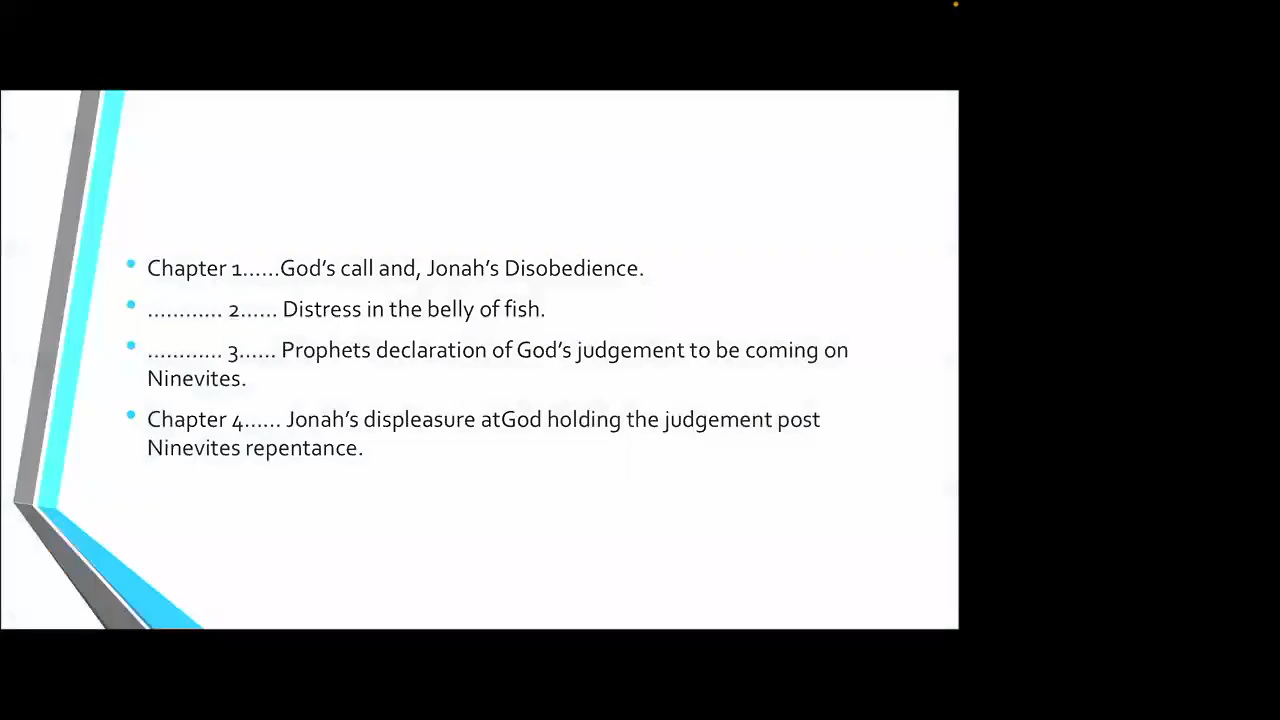 Chapter 1......God’s call and, Jonah’s Disobedience.
............ 2...... Distress in the belly of fish.
............ 3...... Prophets declaration of God’s judgement to be coming on
Ninevites.
Chapter 4...... Jonah’s displeasure atGod holding the judgement post
Ninevites repentance.